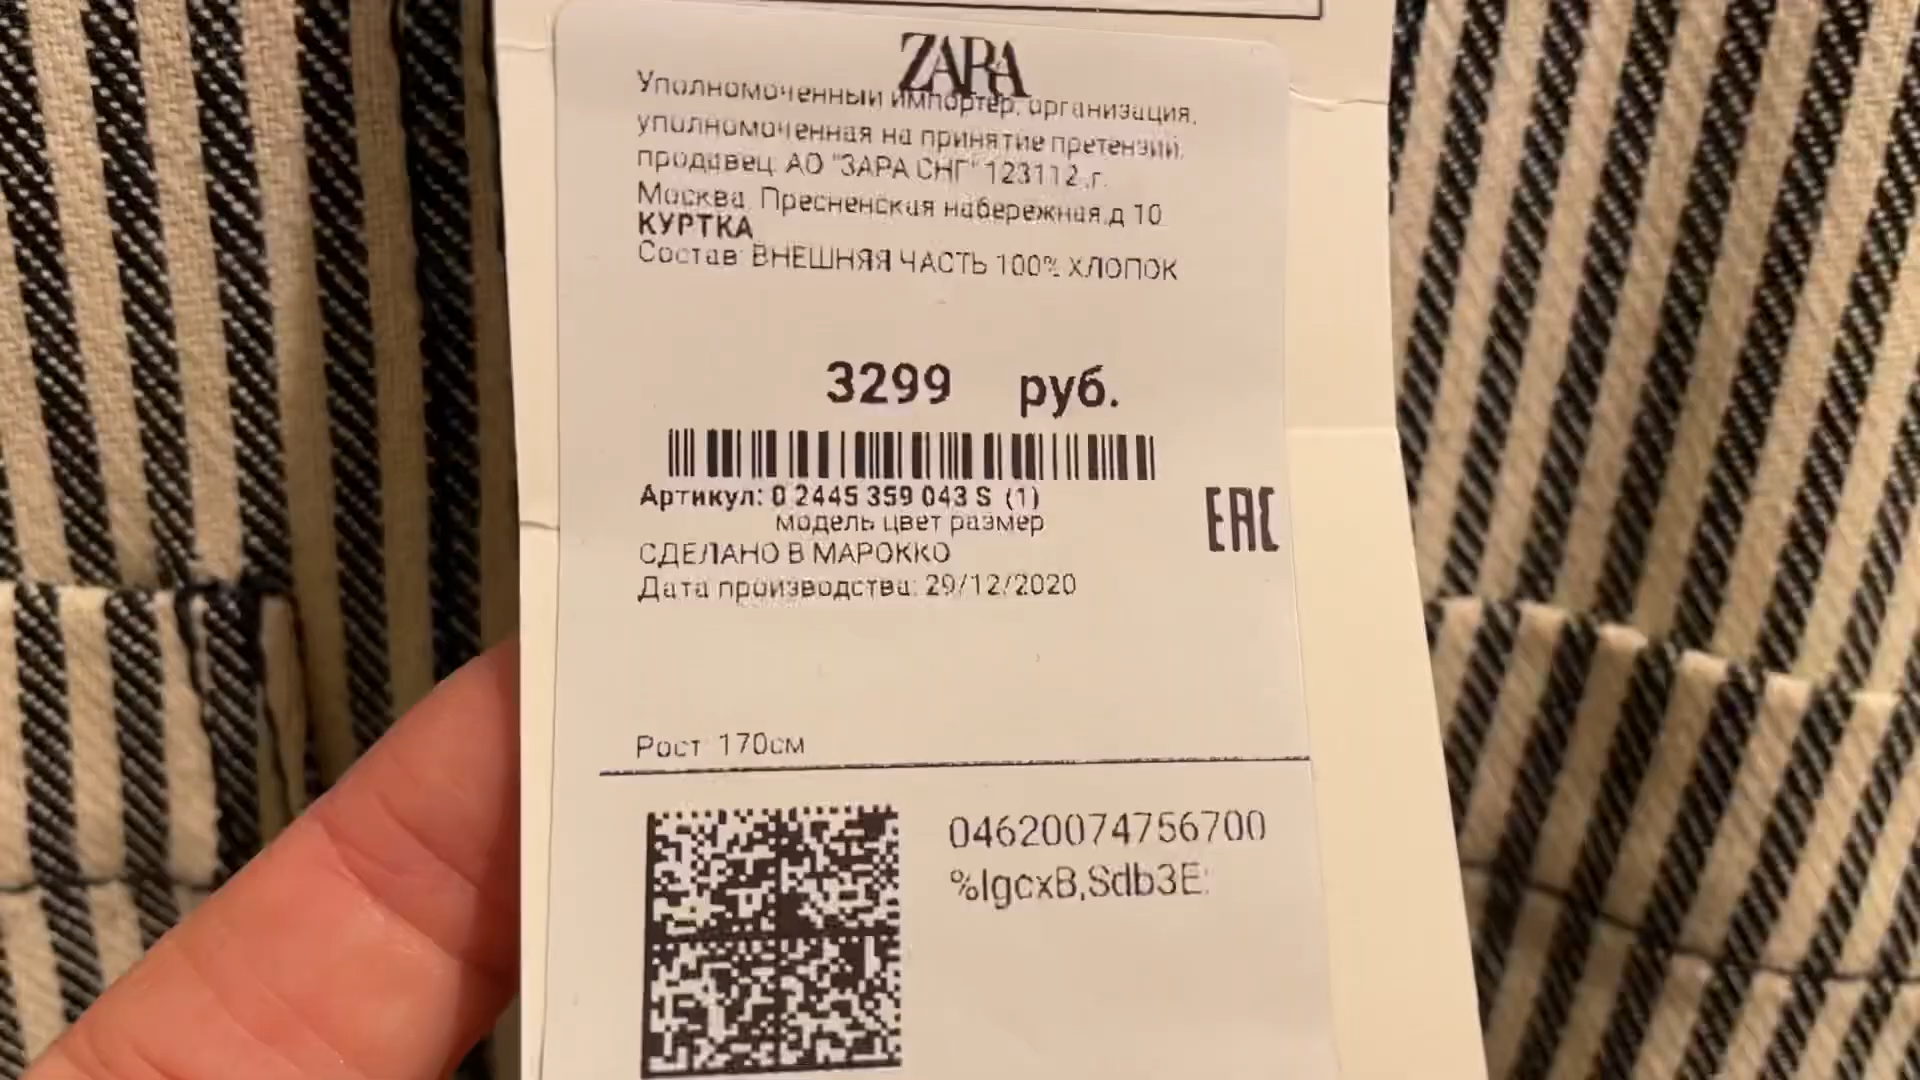 ZARA
Уполномоченный импортер, организация,
уполномоченная на принятие претензий,
продавец: АО "ЗАРА СНГ" 123112,г.
Москва, Пресненская набережная,д 10
КУРТКА
Состав: ВНЕШНЯЯ ЧАСТЬ 100% ХЛОПОК
3299 руб.
Артикул: 0 2445 359 043 S (1)
модель цвет размер
EAC
СДЕЛАНО В МАРОККО
Дата производства: 29/12/2020
Рост: 170см
04620074756700
%IgcxB,Sdb3E: